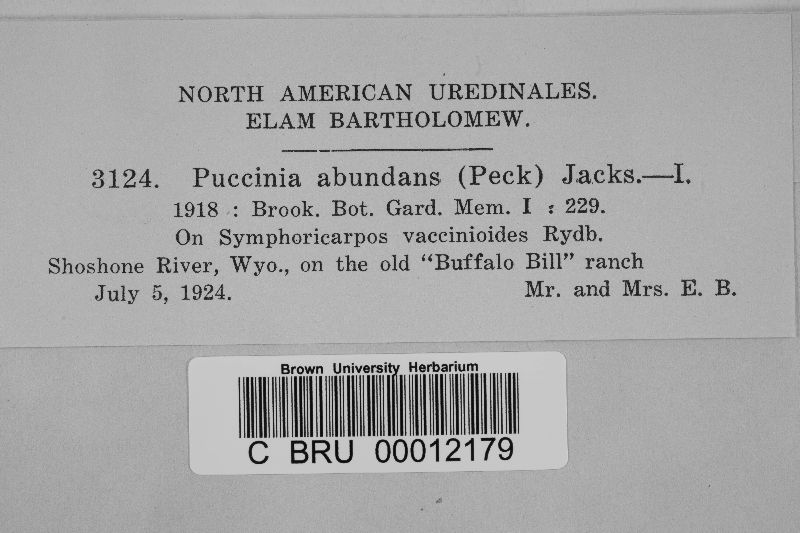 NORTH AMERICAN UREDINALES.
ELAM BARTHOLOMEW.
3124. Puccinia abundans (Peck) Jacks.—I.
1918 : Brook. Bot. Gard. Mem. I : 229.
On Symphoricarpos vaccinioides Rydb.
Shoshone River, Wyo., on the old “Buffalo Bill” ranch
July 5, 1924. Mr. and Mrs. E. B.
Brown University Herbarium
C BRU 00012179